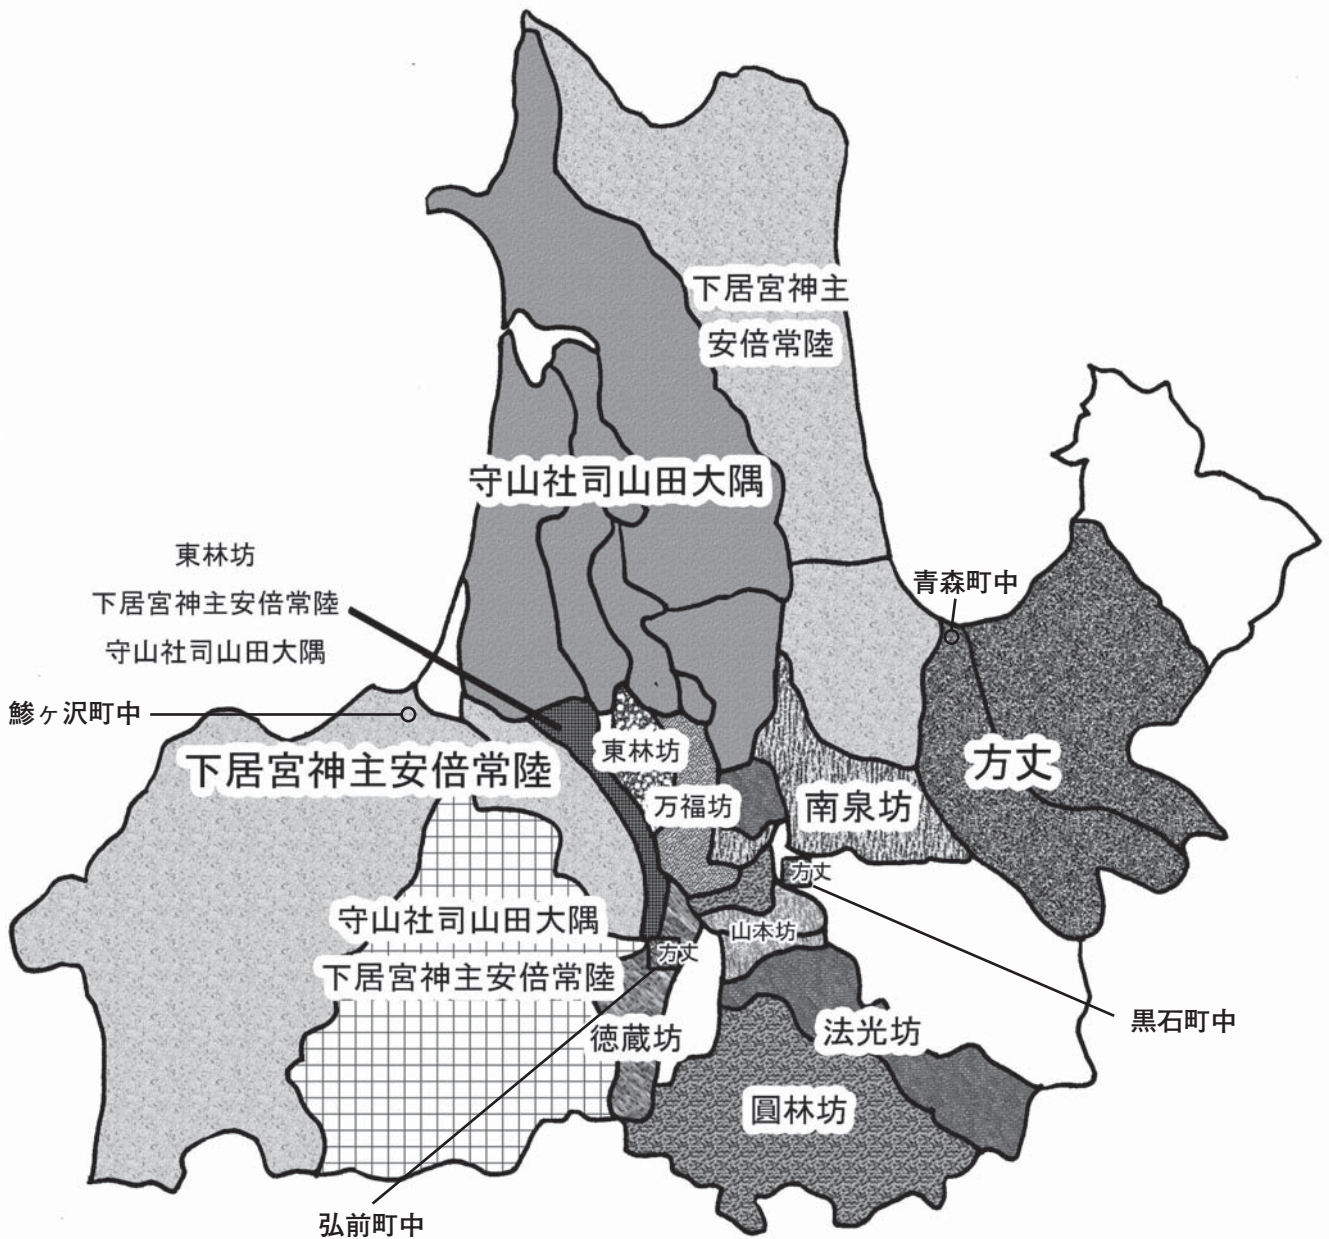 下居宮神主
安倍常陸
守山社司山田大隅
東林坊
下居宮神主安倍常陸
守山社司山田大隅
青森町中
鯵ヶ沢町中
下居宮神主安倍常陸
東林坊
万福坊
南泉坊
方丈
方丈
守山社司山田大隅
下居宮神主安倍常陸
山本坊
方丈
徳蔵坊
法光坊
黒石町中
圓林坊
弘前町中